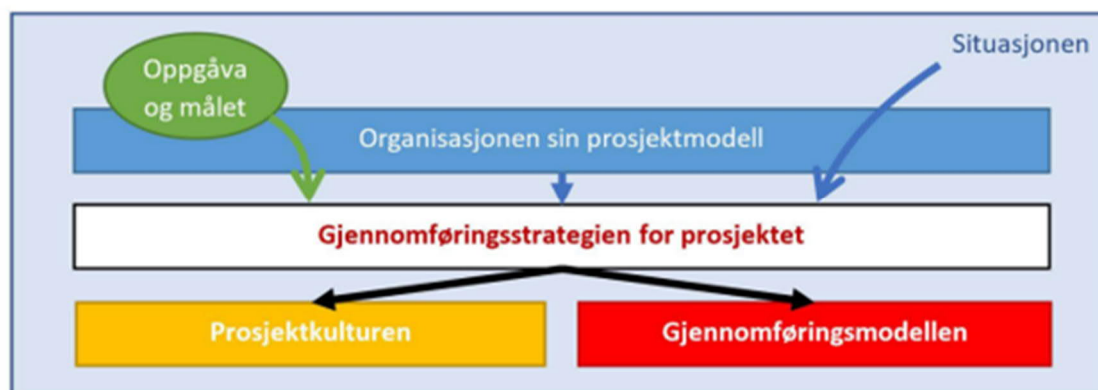 Oppgåva
og målet
Situasjonen
Organisasjonen sin prosjektmodell
Gjennomføringsstrategien for prosjektet
Prosjektkulturen
Gjennomføringsmodellen